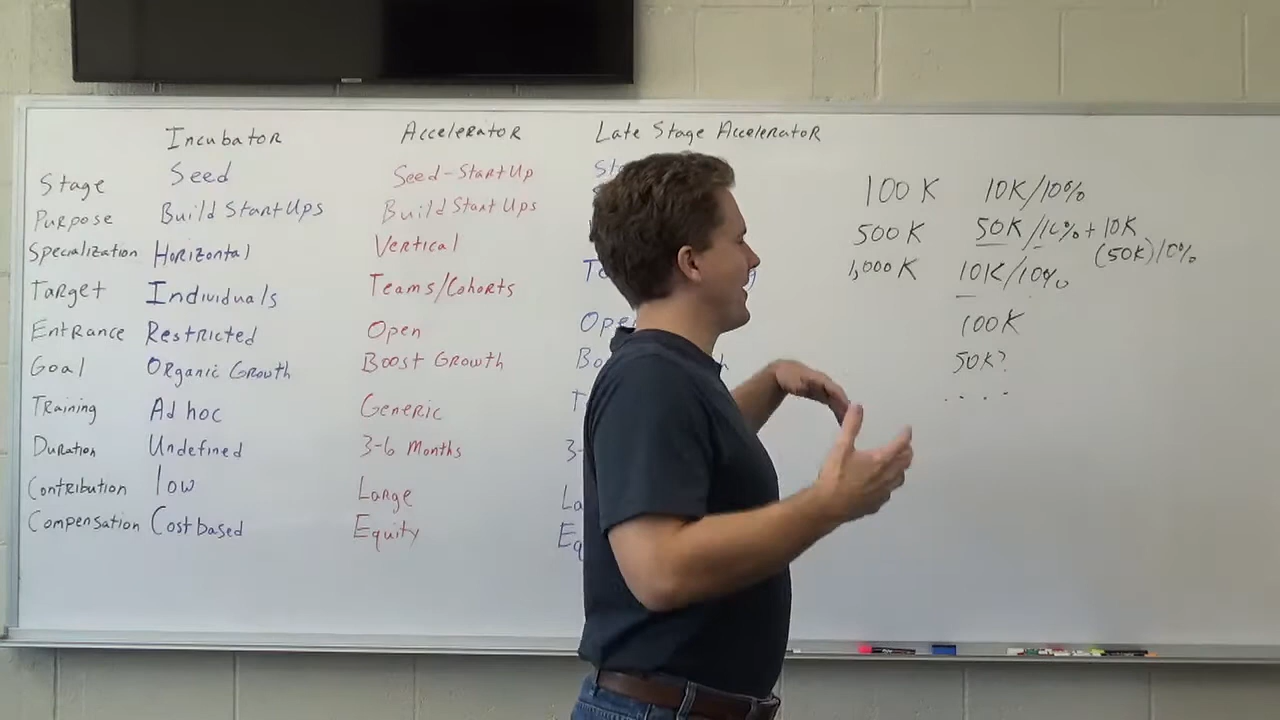 Incubator Accelerator Late Stage Accelerator
Stage Seed Seed-StartUp
Purpose Build StartUps Build StartUps
Specialization Horizontal Vertical
Target Individuals Teams/Cohorts
Entrance Restricted Open
Goal Organic Growth Boost Growth
Training Ad hoc Generic
Duration Undefined 3-6 Months
Contribution low Large
Compensation Cost based Equity
100K 10K/10%
500K 50K/10% + 10K
(50K)10%
1,000K 10K/10%
100K
50K?
....